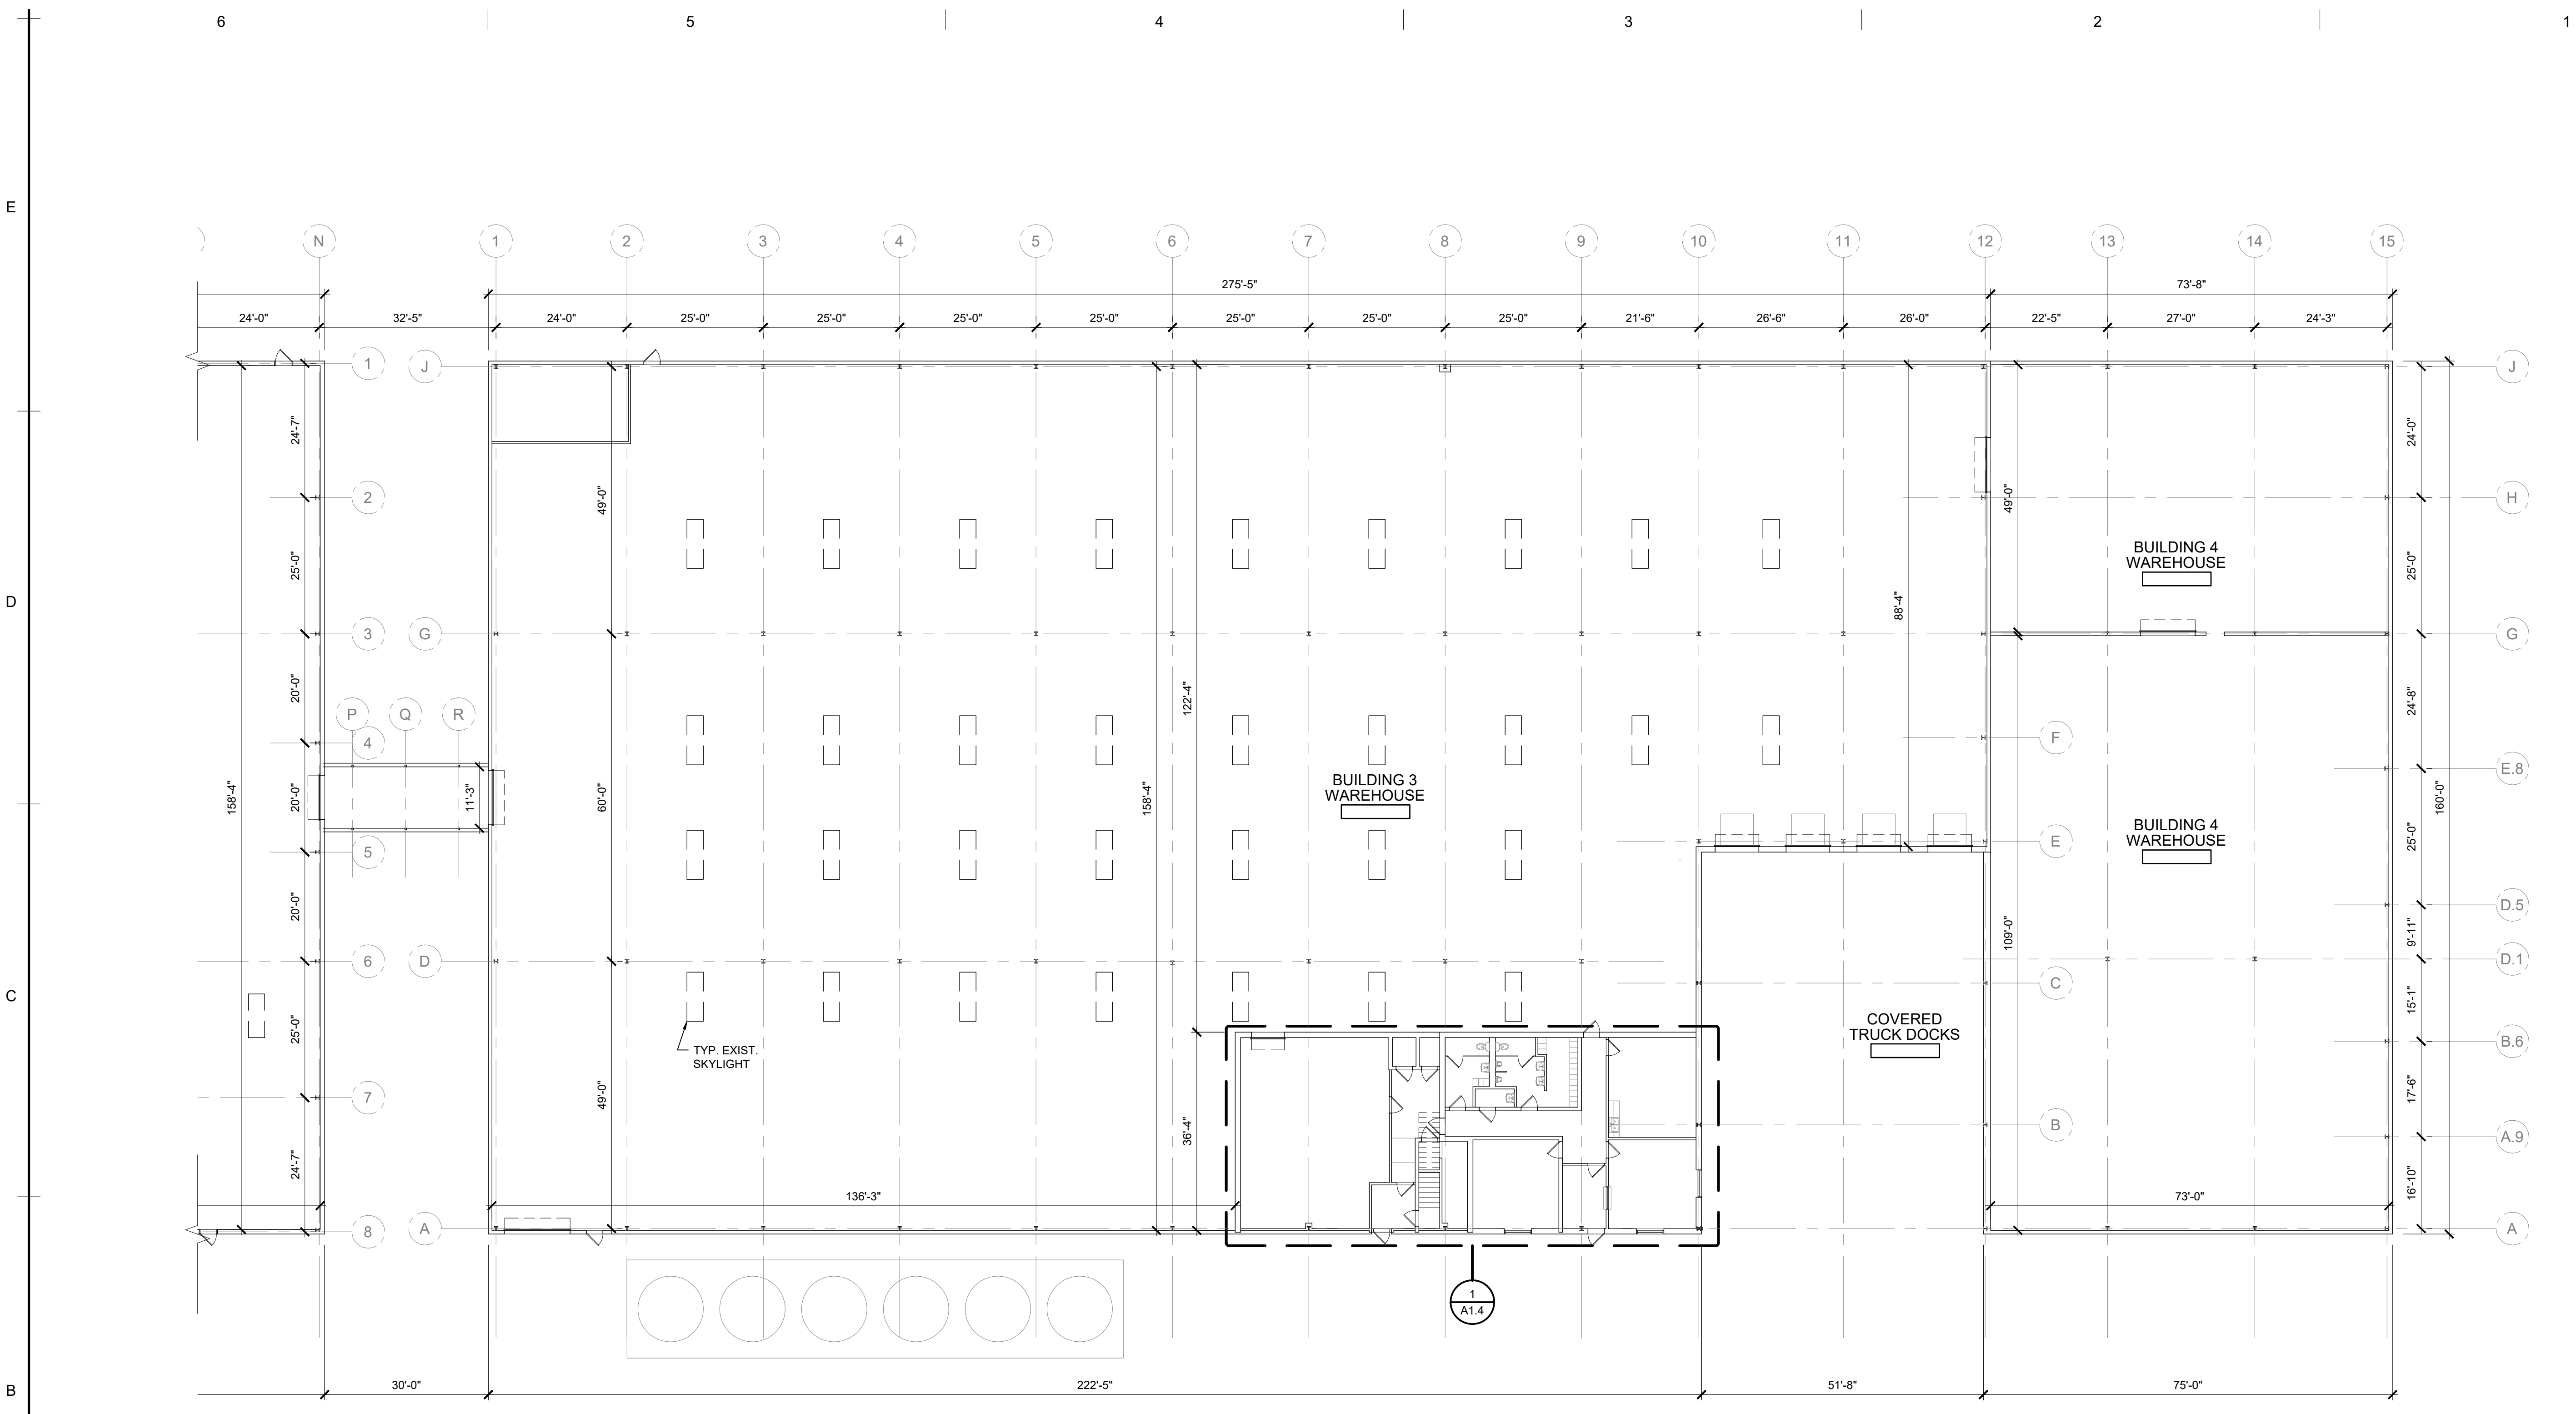 6
5
4
3
2
1
E
D
C
B
N
1
2
3
4
5
6
7
8
9
10
11
12
13
14
15
275'-5"
73'-8"
24'-0"
32'-5"
24'-0"
25'-0"
25'-0"
25'-0"
25'-0"
25'-0"
25'-0"
25'-0"
21'-6"
26'-6"
26'-0"
22'-5"
27'-0"
24'-3"
1
J
J
24'-7"
24'-0"
2
49'-0"
49'-0"
H
BUILDING 4
WAREHOUSE
25'-0"
25'-0"
88'-4"
3
G
G
20'-0"
122'-4"
24'-8"
P
Q
R
4
F
E.8
158'-4"
20'-0"
11'-3"
60'-0"
158'-4"
BUILDING 3
WAREHOUSE
160'-0"
BUILDING 4
WAREHOUSE
25'-0"
5
E
20'-0"
D.5
109'-0"
9'-11"
6
D
D.1
C
15'-1"
25'-0"
TYP. EXIST.
SKYLIGHT
COVERED
TRUCK DOCKS
B.6
49'-0"
7
17'-6"
36'-4"
B
A.9
24'-7"
136'-3"
73'-0"
16'-10"
8
A
A
1
A1.4
30'-0"
222'-5"
51'-8"
75'-0"